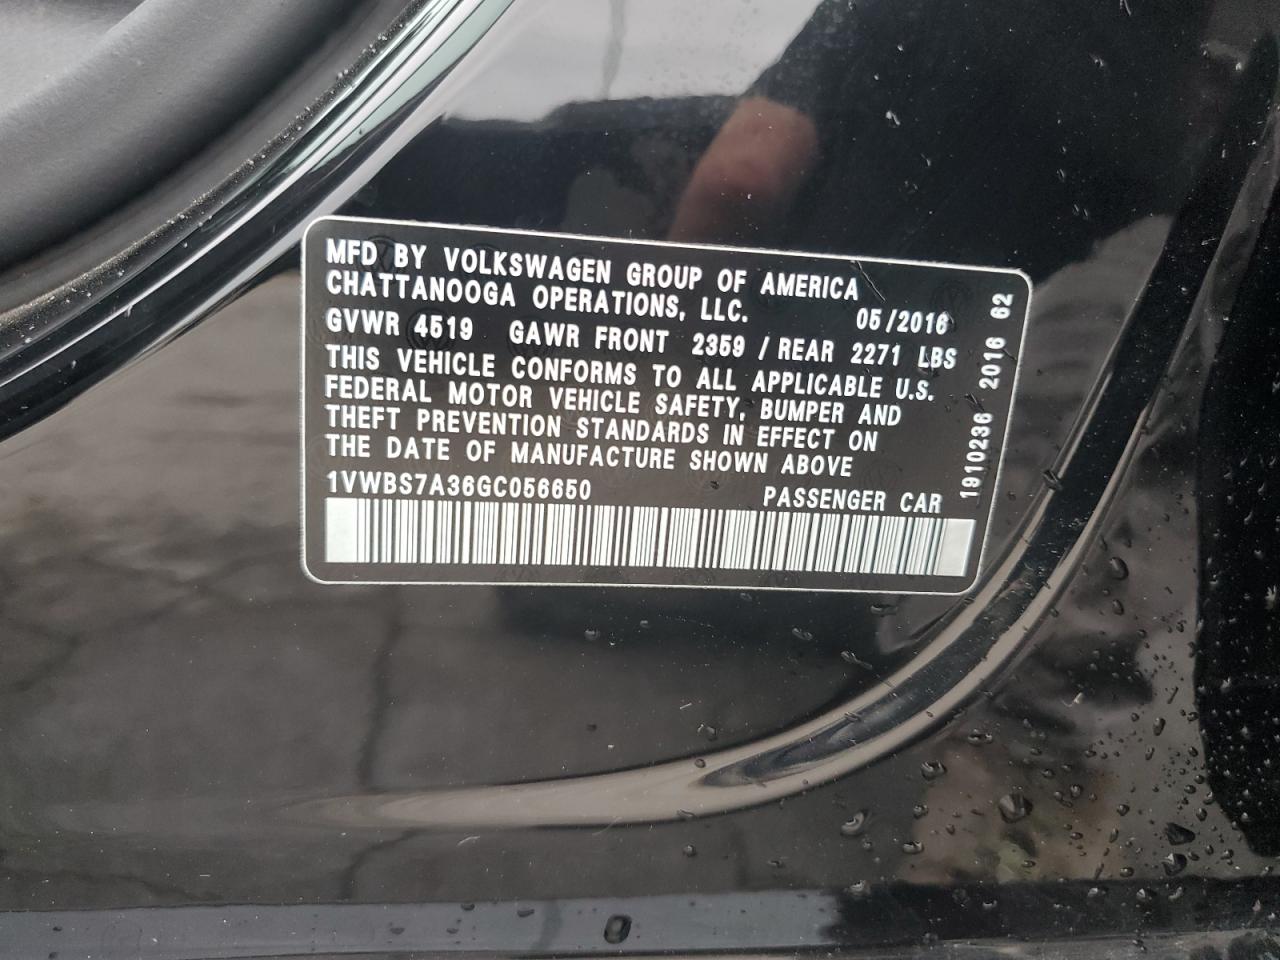 MFD BY VOLKSWAGEN GROUP OF AMERICA
CHATTANOOGA OPERATIONS, LLC. 05/2016
GVWR 4519 GAWR FRONT 2359 / REAR 2271 LBS
THIS VEHICLE CONFORMS TO ALL APPLICABLE U.S.
FEDERAL MOTOR VEHICLE SAFETY, BUMPER AND
THEFT PREVENTION STANDARDS IN EFFECT ON
THE DATE OF MANUFACTURE SHOWN ABOVE
1VWBS7A36GC056650 PASSENGER CAR
1910236 2016 62